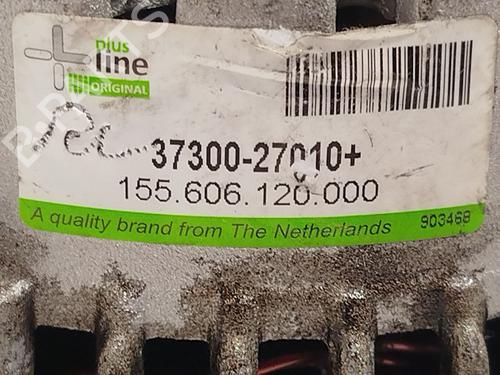 plus
line
ORIGINAL
37300-27010+
155.606.120.000
A quality brand from The Netherlands
903468